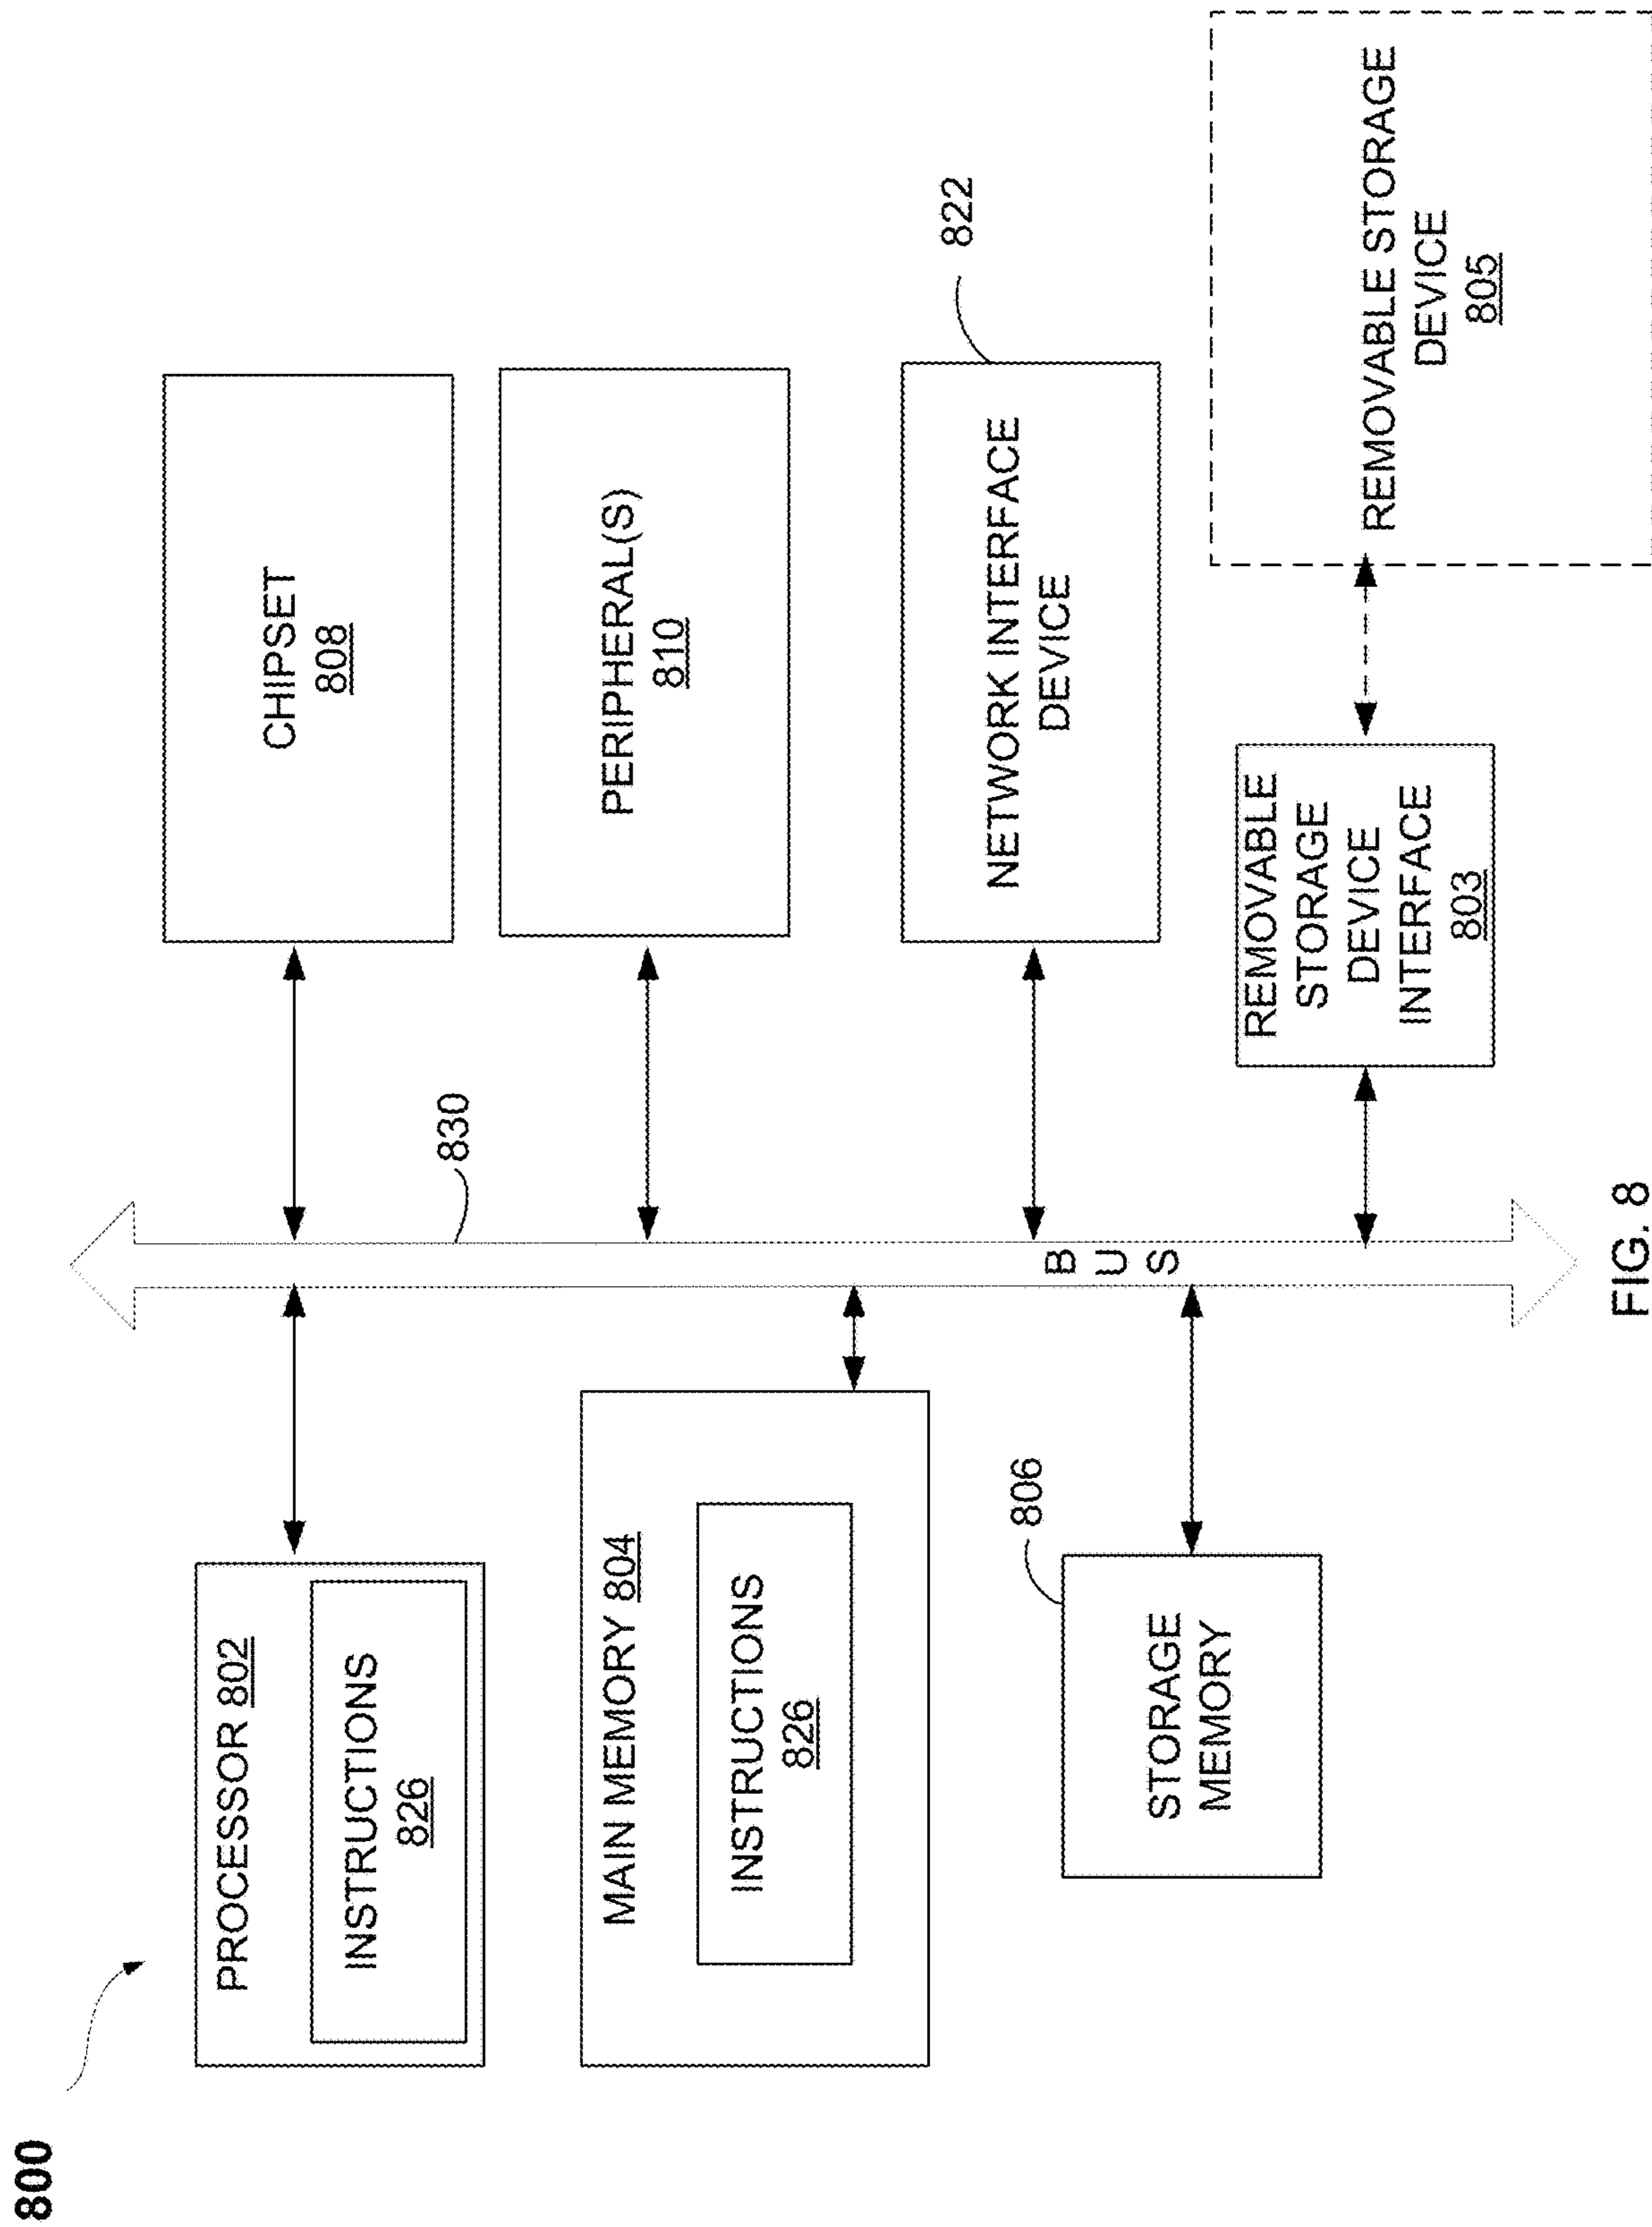 800
PROCESSOR 802
INSTRUCTIONS
826
MAIN MEMORY 804
INSTRUCTIONS
826
806
STORAGE
MEMORY
830
B
U
S
CHIPSET
808
PERIPHERAL(S)
810
822
NETWORK INTERFACE
DEVICE
REMOVABLE
STORAGE
DEVICE
INTERFACE
803
REMOVABLE STORAGE
DEVICE
805
FIG. 8